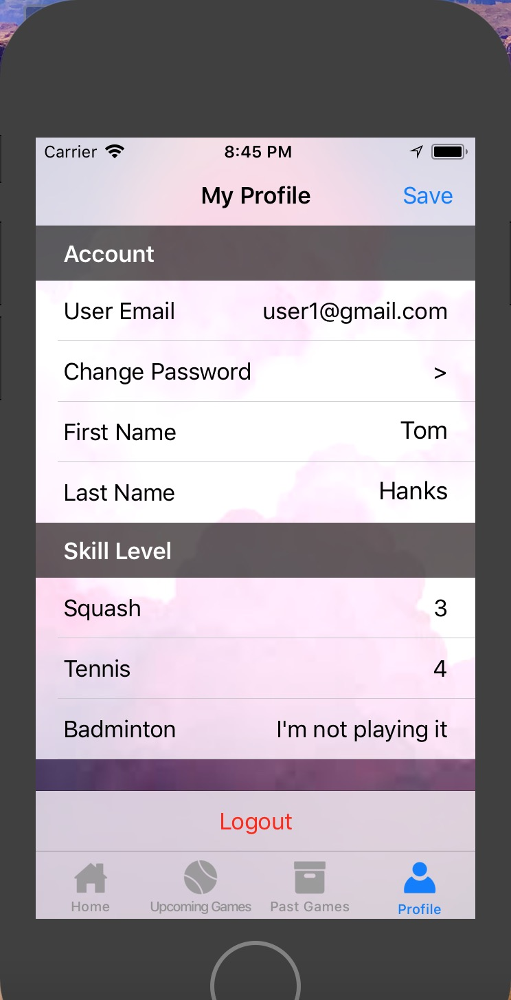 Carrier 8:45 PM
My Profile Save
Account
User Email user1@gmail.com
Change Password >
First Name Tom
Last Name Hanks
Skill Level
Squash 3
Tennis 4
Badminton I'm not playing it
Logout
Home Upcoming Games Past Games Profile